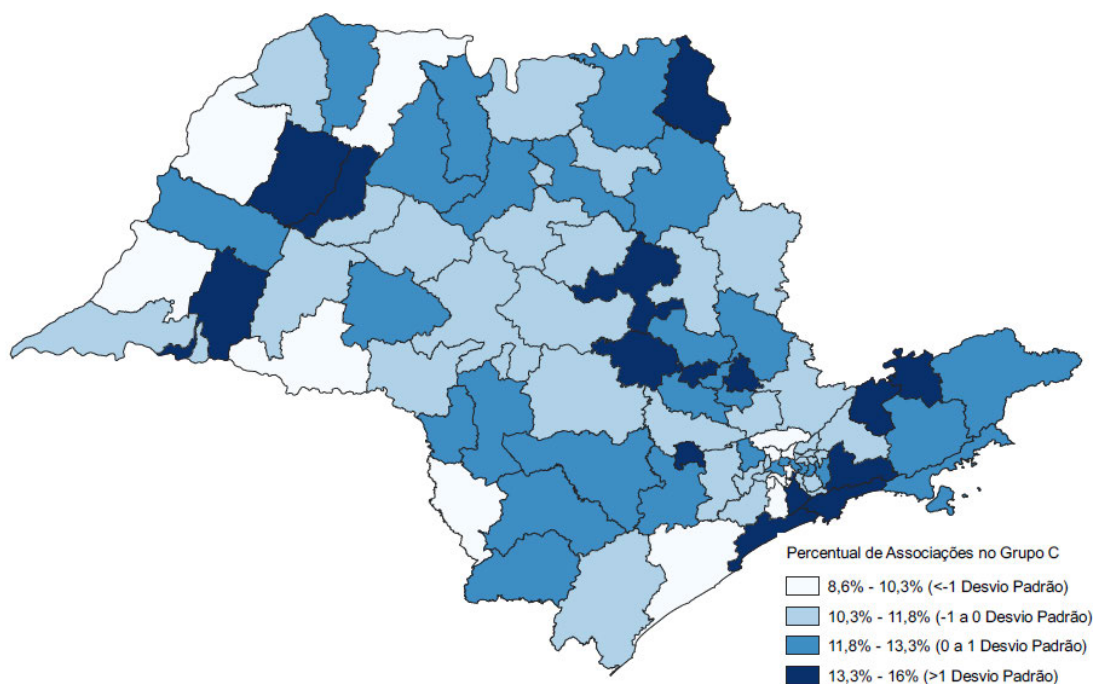 Percentual de Associações no Grupo C
8,6% - 10,3% (<-1 Desvio Padrão)
10,3% - 11,8% (-1 a 0 Desvio Padrão)
11,8% - 13,3% (0 a 1 Desvio Padrão)
13,3% - 16% (>1 Desvio Padrão)